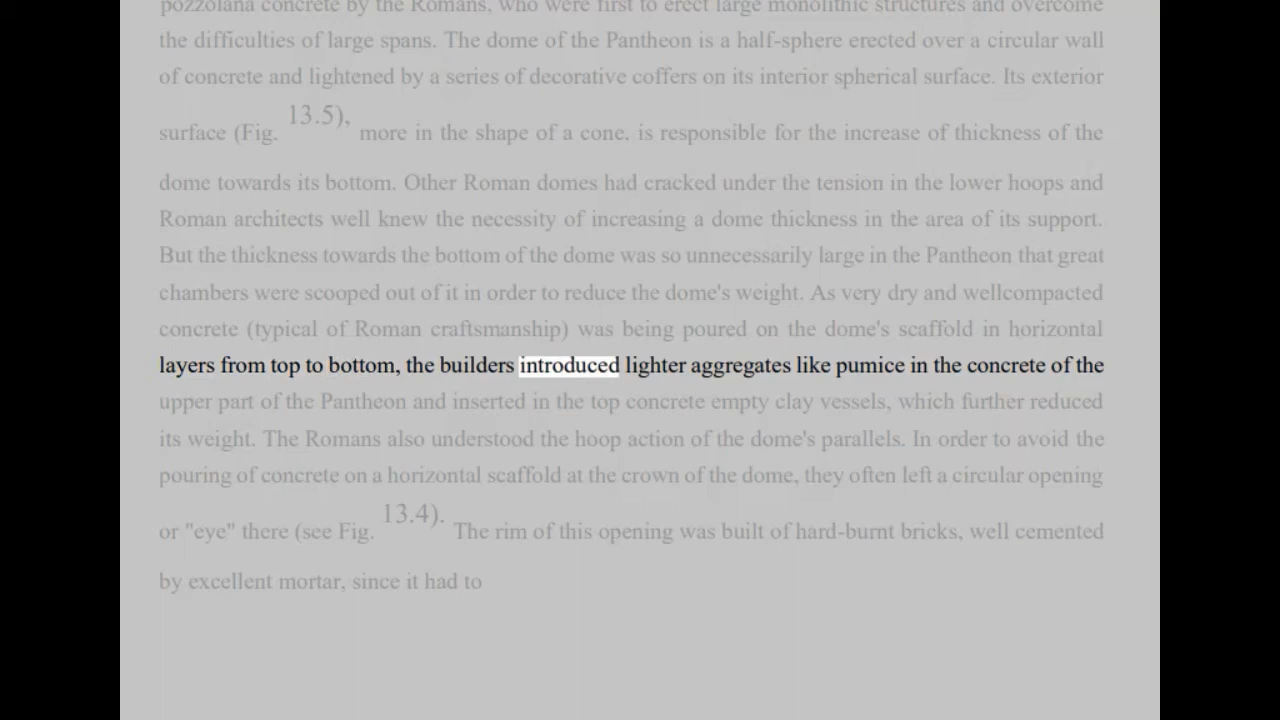 pozzolana concrete by the Romans, who were first to erect large monolithic structures and overcome
the difficulties of large spans. The dome of the Pantheon is a half-sphere erected over a circular wall
of concrete and lightened by a series of decorative coffers on its interior spherical surface. Its exterior
surface (Fig. 13.5), more in the shape of a cone, is responsible for the increase of thickness of the
dome towards its bottom. Other Roman domes had cracked under the tension in the lower hoops and
Roman architects well knew the necessity of increasing a dome thickness in the area of its support.
But the thickness towards the bottom of the dome was so unnecessarily large in the Pantheon that great
chambers were scooped out of it in order to reduce the dome's weight. As very dry and wellcompacted
concrete (typical of Roman craftsmanship) was being poured on the dome's scaffold in horizontal
layers from top to bottom, the builders introduced lighter aggregates like pumice in the concrete of the
upper part of the Pantheon and inserted in the top concrete empty clay vessels, which further reduced
its weight. The Romans also understood the hoop action of the dome's parallels. In order to avoid the
pouring of concrete on a horizontal scaffold at the crown of the dome, they often left a circular opening
or "eye" there (see Fig. 13.4). The rim of this opening was built of hard-burnt bricks, well cemented
by excellent mortar, since it had to